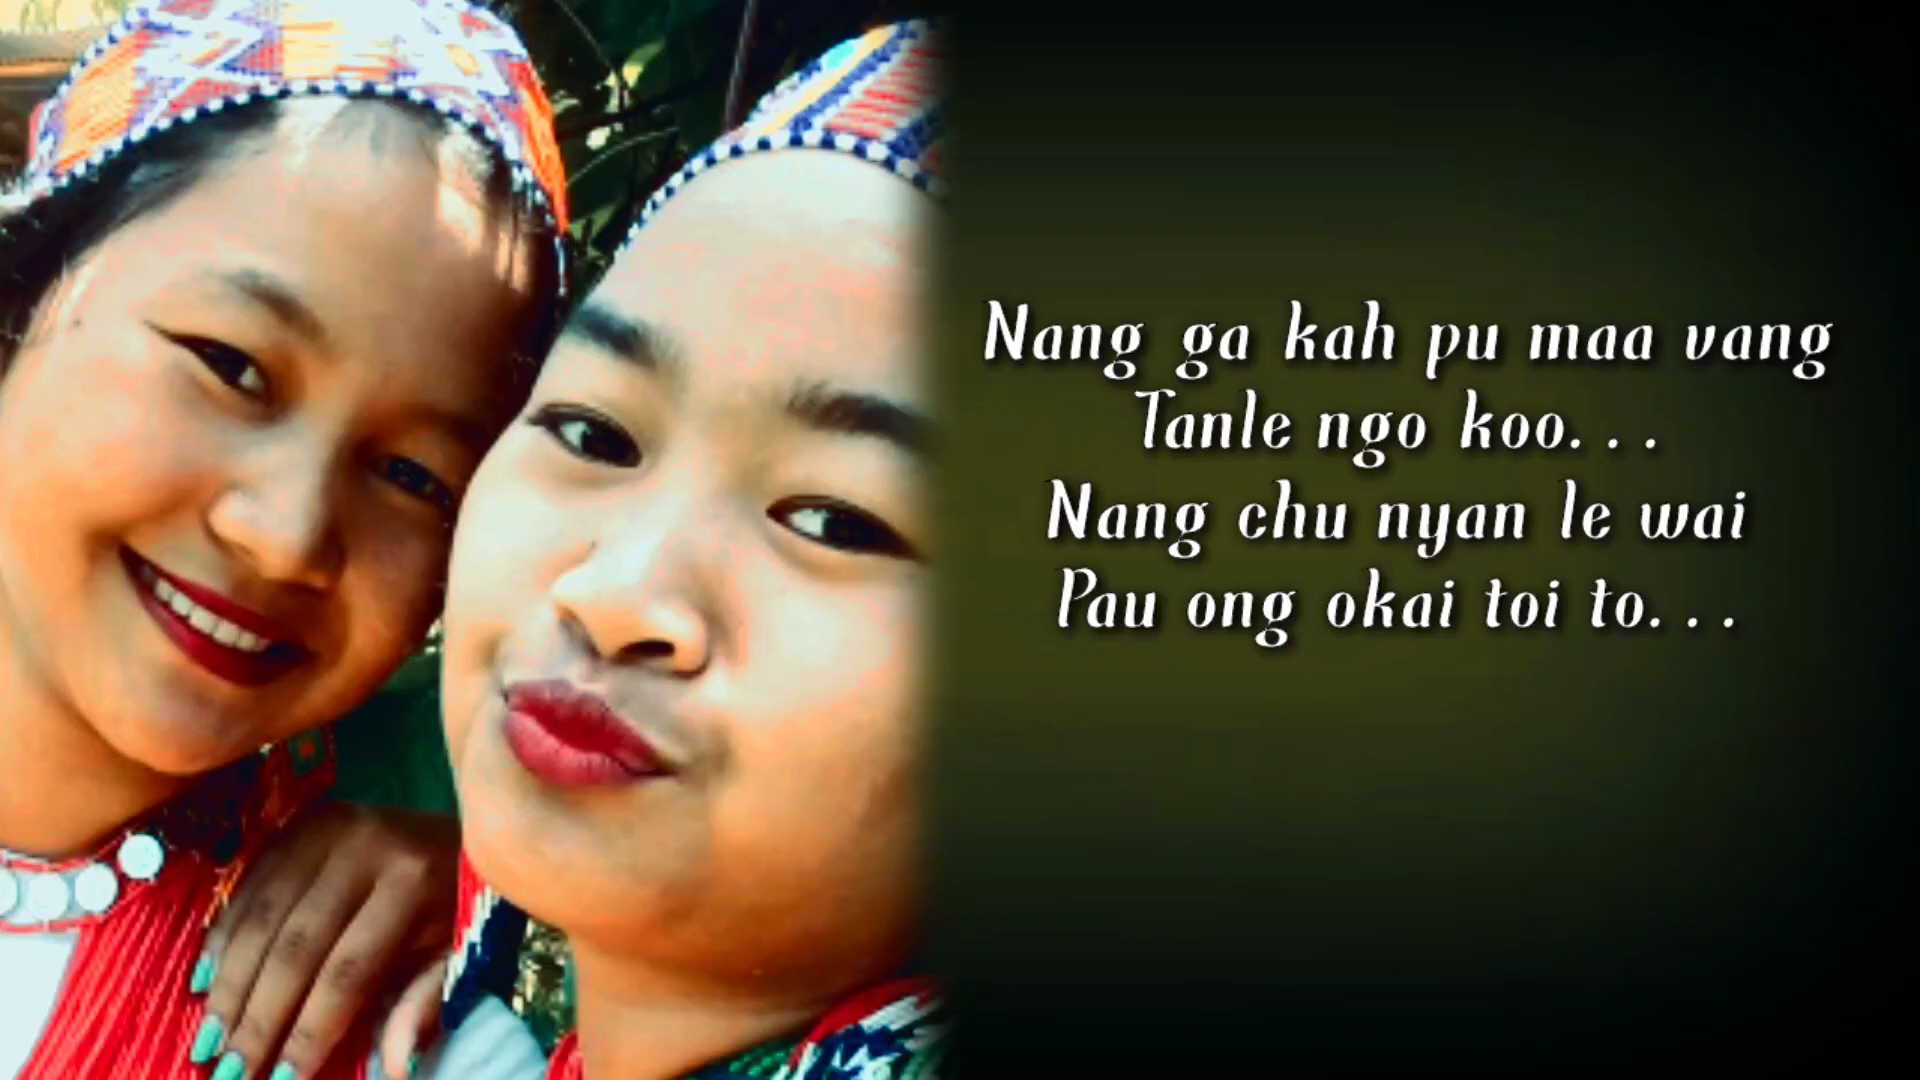 Nang ga kah pu maa vang
Tanle ngo koo. . .
Nang chu nyan le wai
Pau ong okai toi to. . .